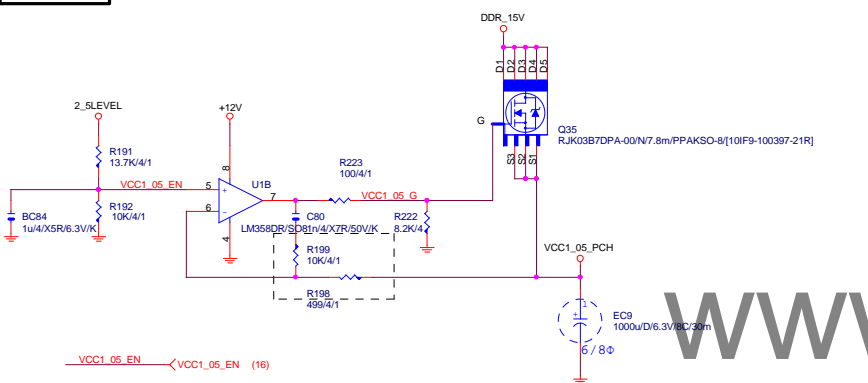 DDR_15V
D1
D2
D3
D4
D5
G
S3
S2
S1
Q35
RJK03B7DPA-00/N/7.8m/PPAKSO-8/[10IF9-100397-21R]
2_5LEVEL
+12V
R191
13.7K/4/1
VCC1_05_EN
5
6
8
4
7
+
-
U1B
LM358DR/SO8
R223
100/4/1
VCC1_05_G
BC84
1u/4/X5R/6.3V/K
R192
10K/4/1
C80
1n/4/X7R/50V/K
R222
8.2K/4
R199
10K/4/1
R198
499/4/1
VCC1_05_PCH
1
+
EC9
1000u/D/6.3V/8C/30m
6/8Φ
VCC1_05_EN
VCC1_05_EN (16)
WWW